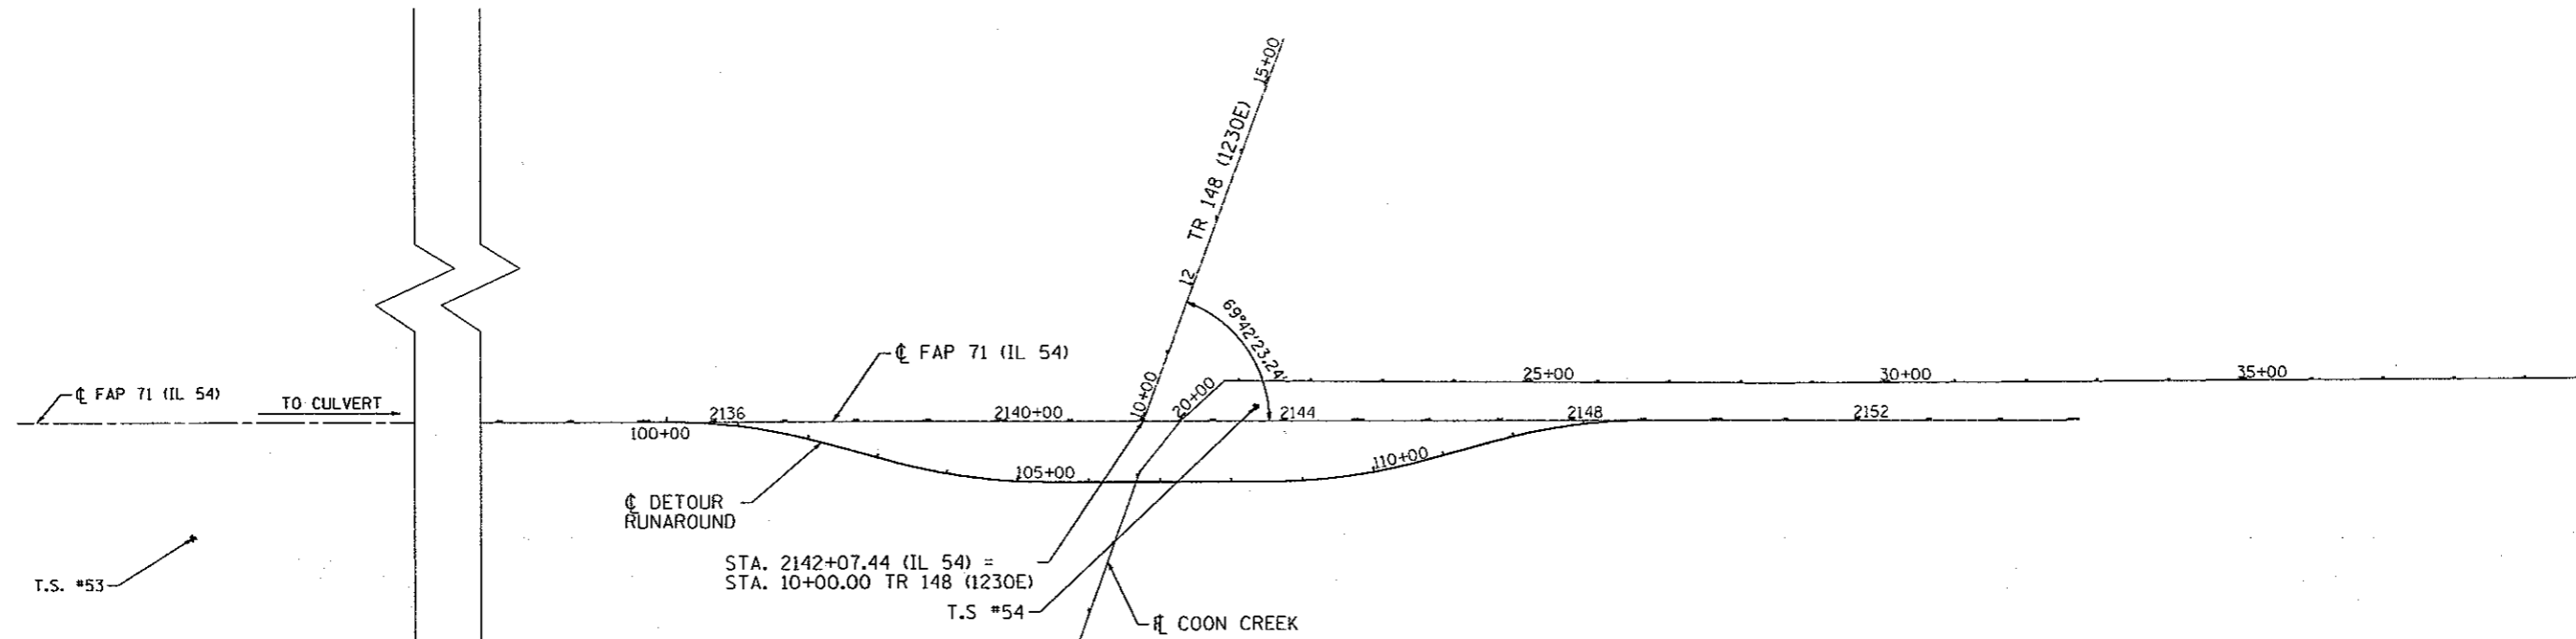 15+00
TR 148 (1230E)
12
69°42'23.24"
℄ FAP 71 (IL 54)
25+00
30+00
35+00
℄ FAP 71 (IL 54)
TO CULVERT
2136
2140+00
10+00
20+00
2144
2148
2152
100+00
105+00
110+00
℄ DETOUR
RUNAROUND
STA. 2142+07.44 (IL 54) =
STA. 10+00.00 TR 148 (1230E)
T.S. #53
T.S #54
℄ COON CREEK